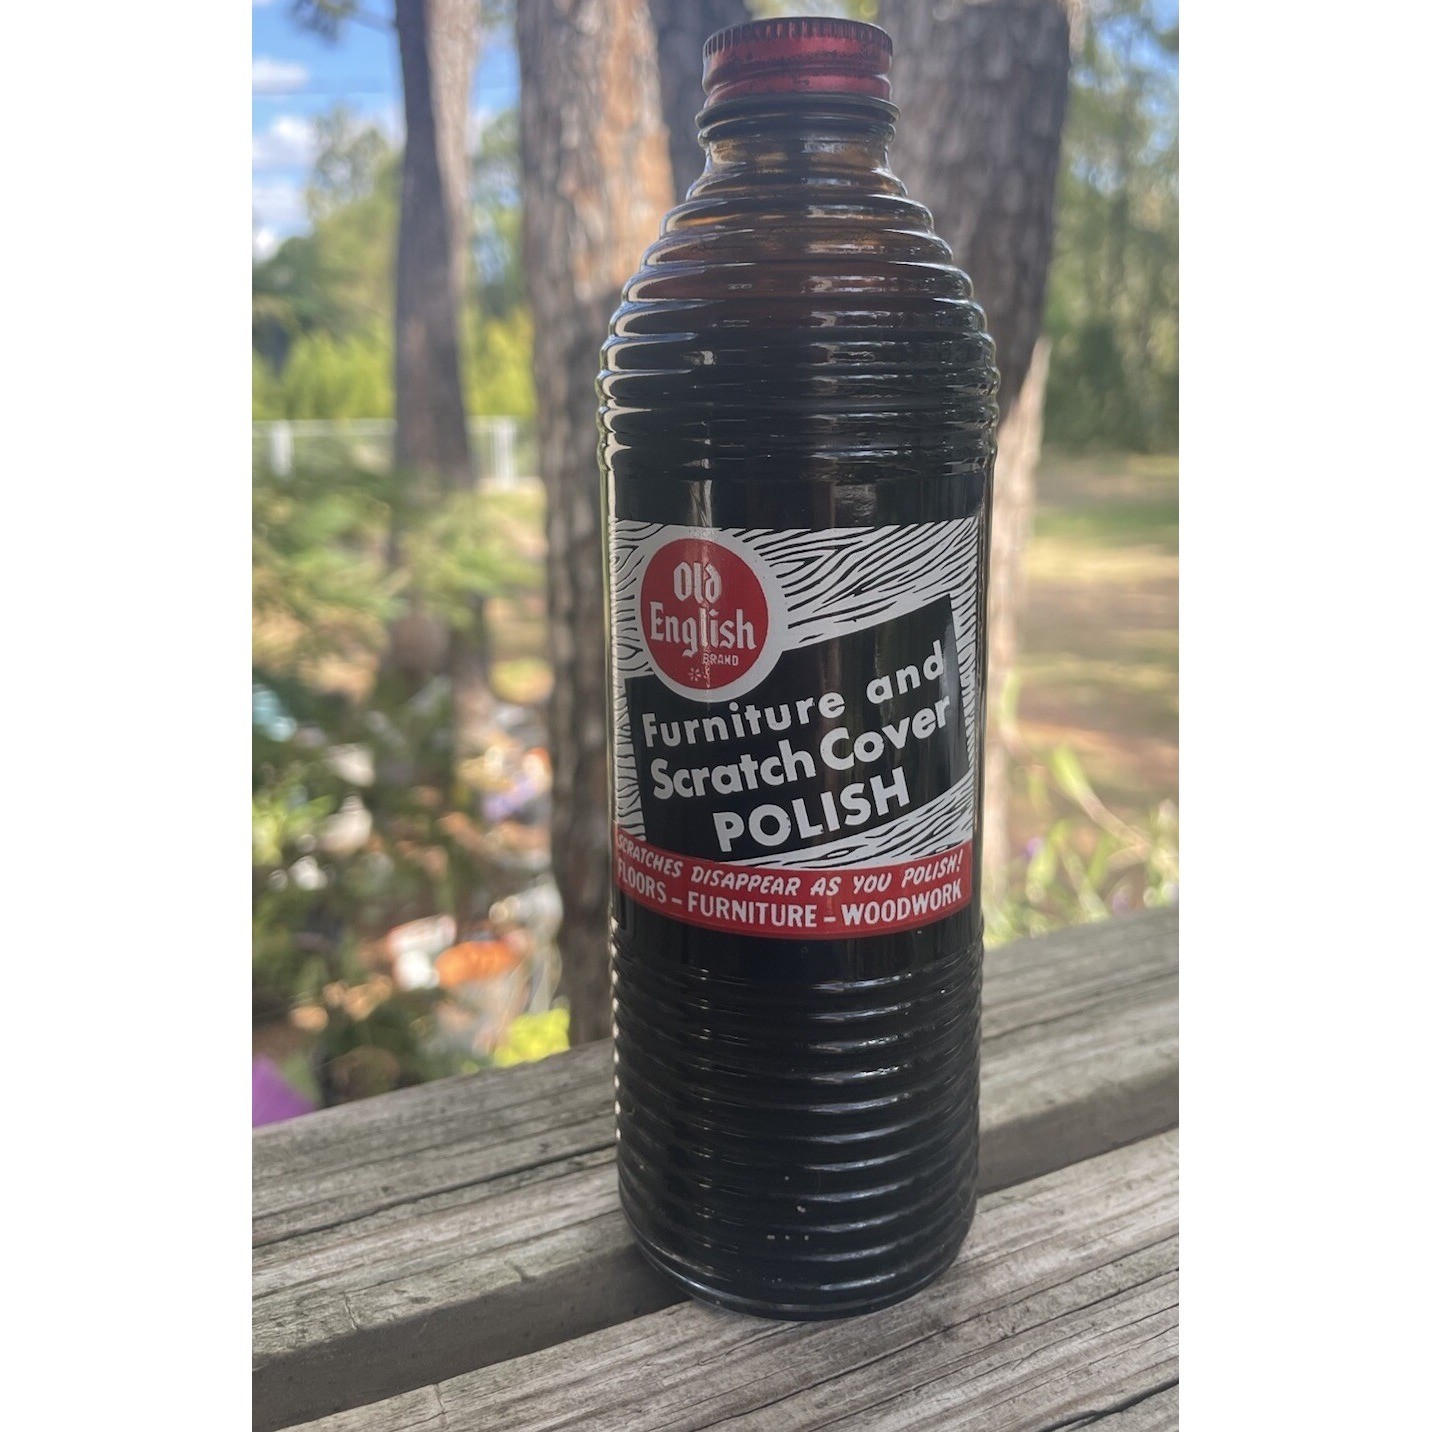 Old
English
BRAND
Furniture and
Scratch Cover
POLISH
SCRATCHES DISAPPEAR AS YOU POLISH!
FLOORS - FURNITURE - WOODWORK